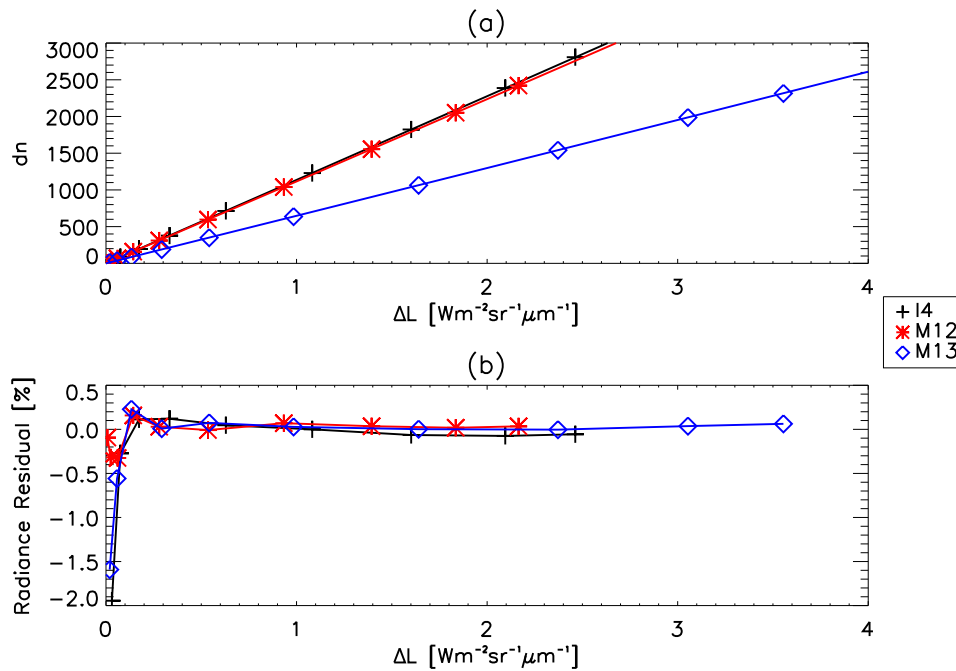 (a)
3000
2500
2000
1500
1000
500
0
dn
0 1 2 3 4
ΔL [Wm⁻²sr⁻¹μm⁻¹]
I4
M12
M13
(b)
0.5
0.0
-0.5
-1.0
-1.5
-2.0
Radiance Residual [%]
0 1 2 3 4
ΔL [Wm⁻²sr⁻¹μm⁻¹]